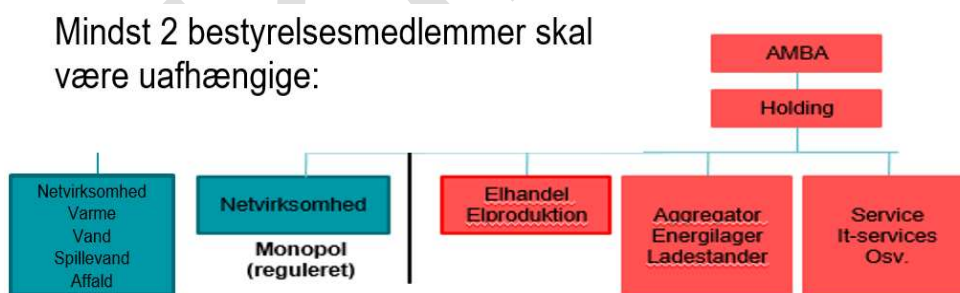 Mindst 2 bestyrelsesmedlemmer skal
være uafhængige:
AMBA
Holding
Netvirksomhed
Varme
Vand
Spillevand
Affald
Netvirksomhed
Monopol
(reguleret)
Elhandel
Elproduktion
Aggregator
Energilager
Ladestander
Service
It-services
Osv.